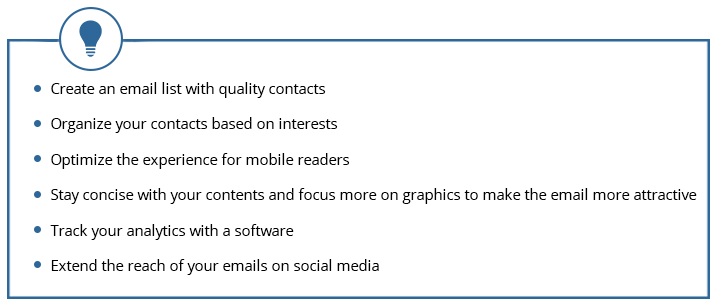 Create an email list with quality contacts
Organize your contacts based on interests
Optimize the experience for mobile readers
Stay concise with your contents and focus more on graphics to make the email more attractive
Track your analytics with a software
Extend the reach of your emails on social media